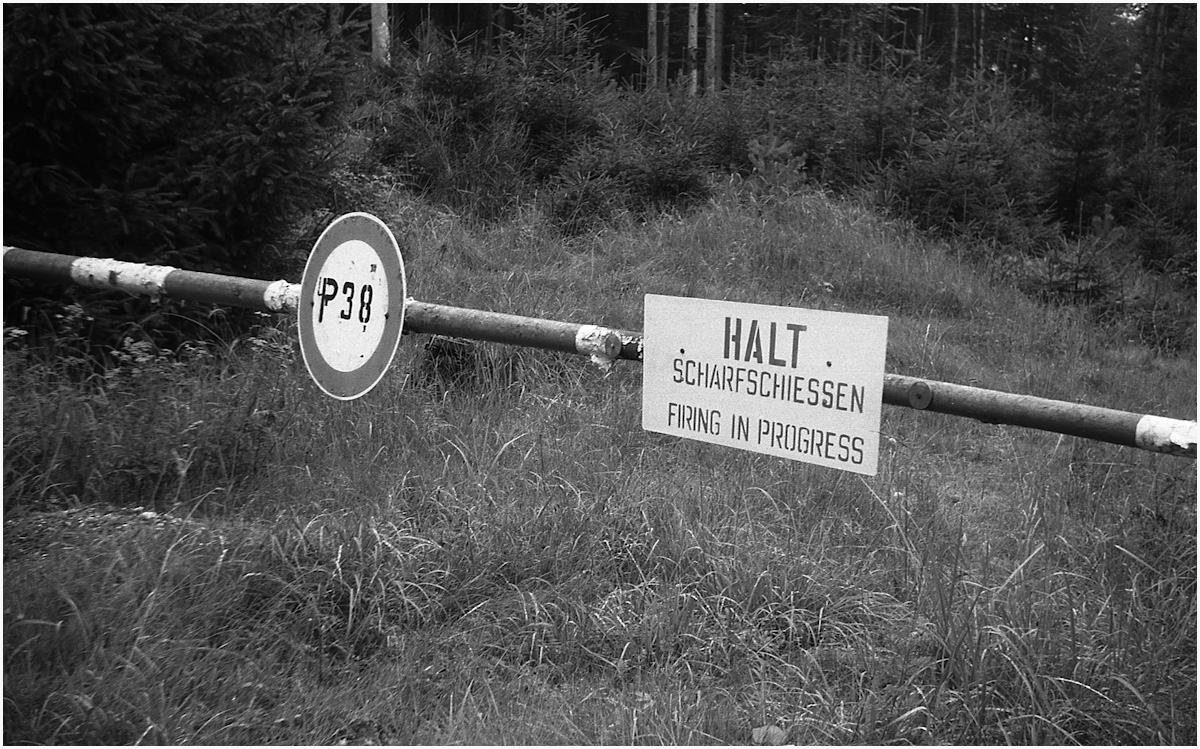 P38
HALT
SCHARFSCHIESSEN
FIRING IN PROGRESS